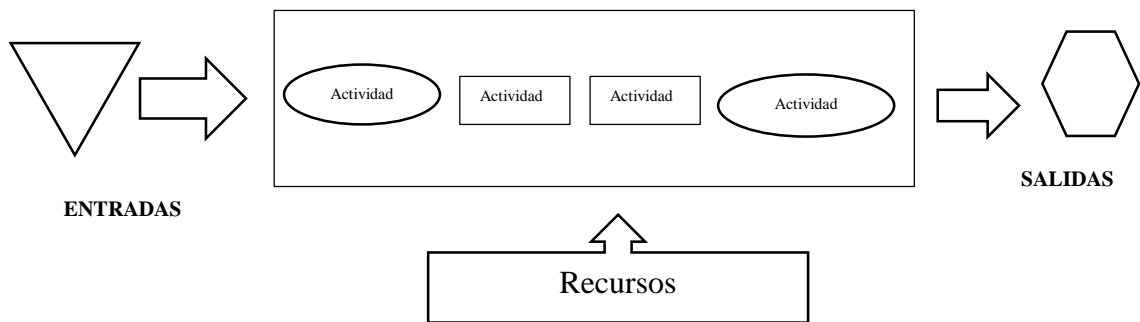 Actividad
Actividad
Actividad
Actividad
ENTRADAS
SALIDAS
Recursos